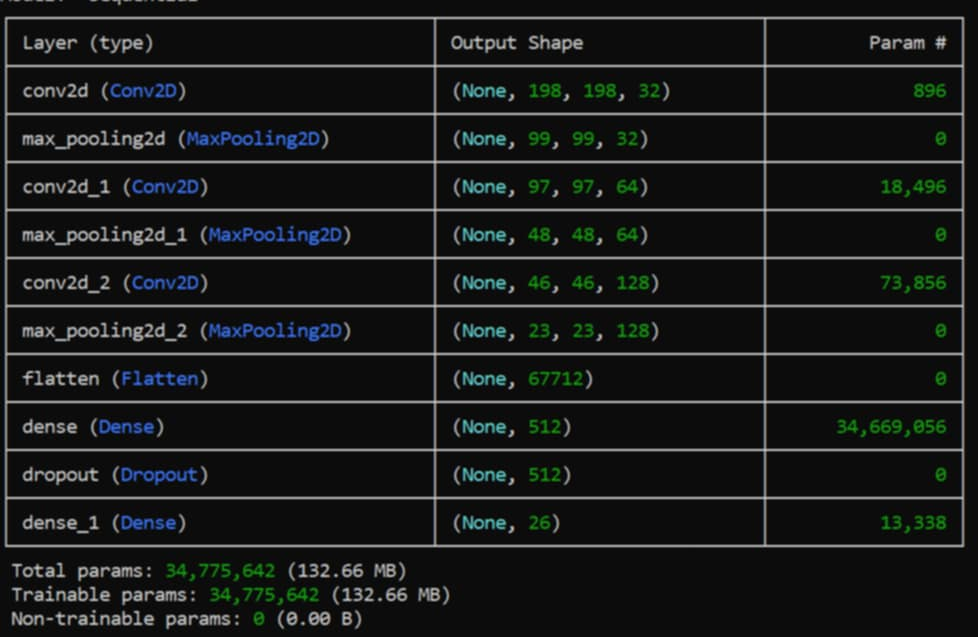 Layer (type) Output Shape Param #
conv2d (Conv2D) (None, 198, 198, 32) 896
max_pooling2d (MaxPooling2D) (None, 99, 99, 32) 0
conv2d_1 (Conv2D) (None, 97, 97, 64) 18,496
max_pooling2d_1 (MaxPooling2D) (None, 48, 48, 64) 0
conv2d_2 (Conv2D) (None, 46, 46, 128) 73,856
max_pooling2d_2 (MaxPooling2D) (None, 23, 23, 128) 0
flatten (Flatten) (None, 67712) 0
dense (Dense) (None, 512) 34,669,056
dropout (Dropout) (None, 512) 0
dense_1 (Dense) (None, 26) 13,338
Total params: 34,775,642 (132.66 MB)
Trainable params: 34,775,642 (132.66 MB)
Non-trainable params: 0 (0.00 B)